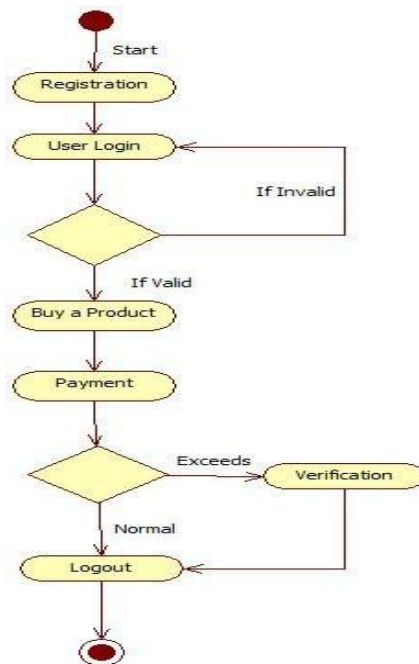 Start
Registration
User Login
If Invalid
If Valid
Buy a Product
Payment
Exceeds
Verification
Normal
Logout